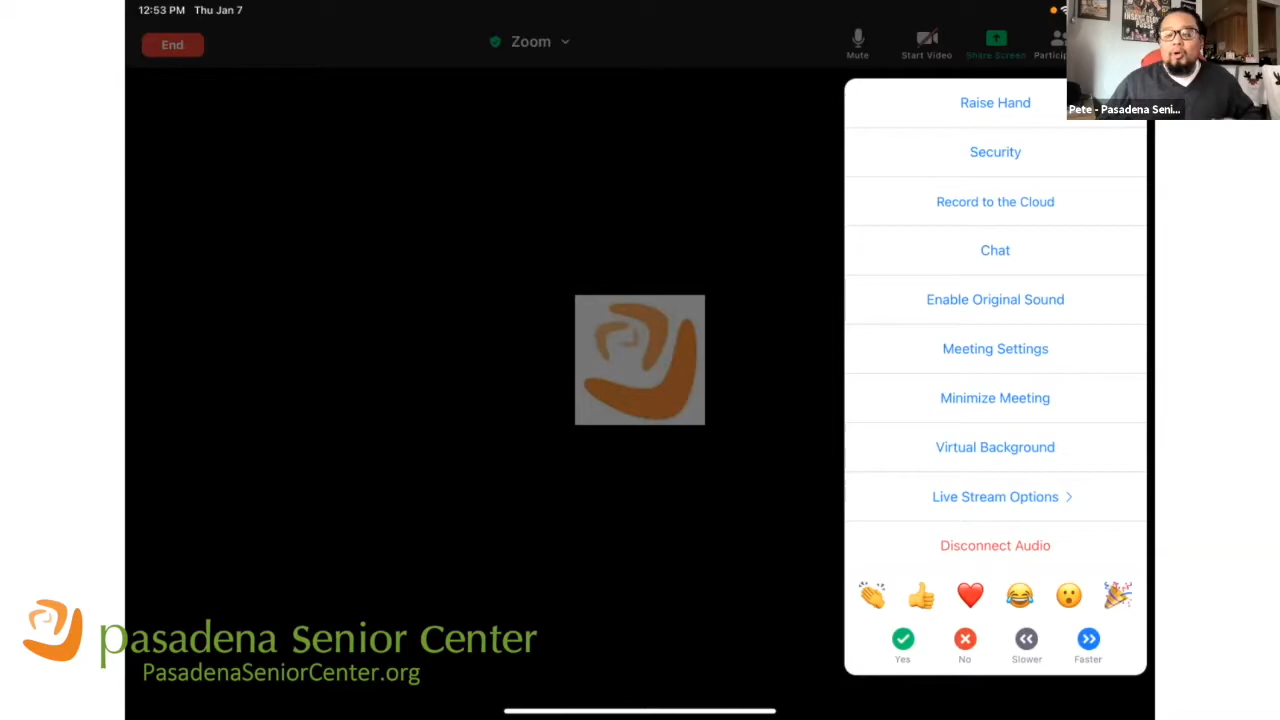 12:53 PM Thu Jan 7
End
Zoom
Mute
Start Video
Share Screen
Particip
Pete - Pasadena Seni...
Raise Hand
Security
Record to the Cloud
Chat
Enable Original Sound
Meeting Settings
Minimize Meeting
Virtual Background
Live Stream Options
Disconnect Audio
Yes
No
Slower
Faster
pasadena Senior Center
PasadenaSeniorCenter.org